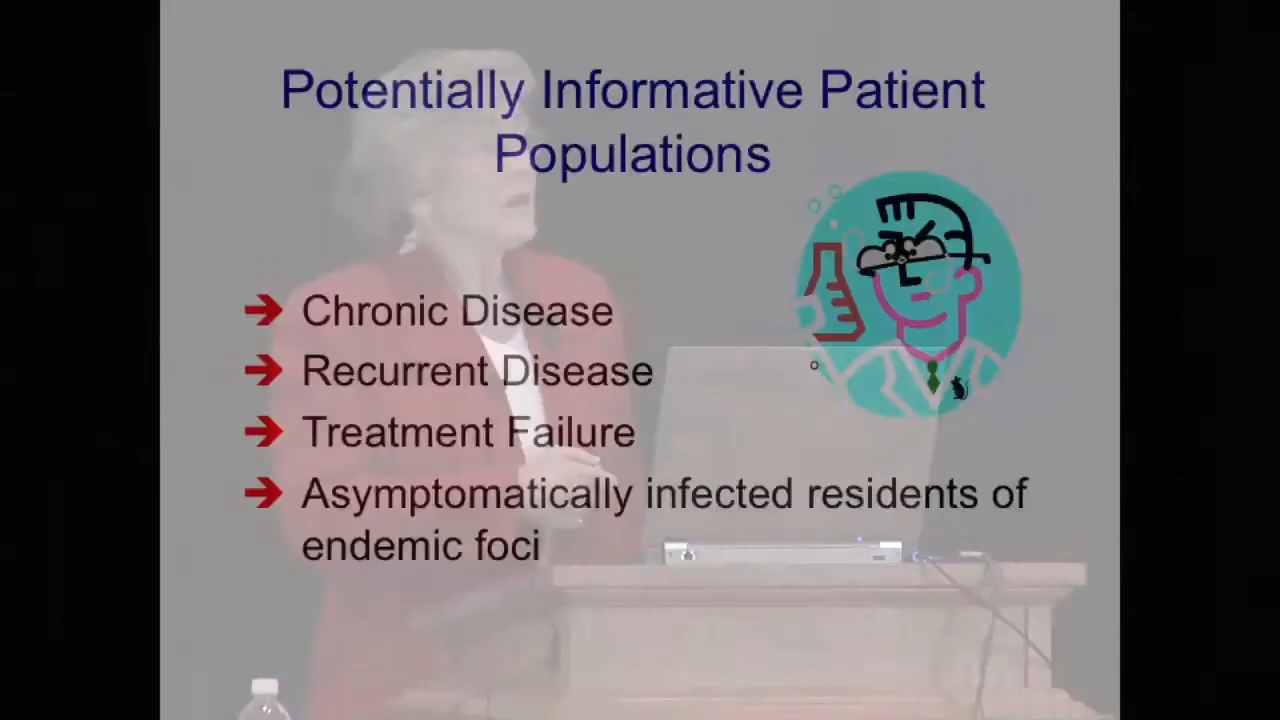 Potentially Informative Patient
Populations
Chronic Disease
Recurrent Disease
Treatment Failure
Asymptomatically infected residents of
endemic foci